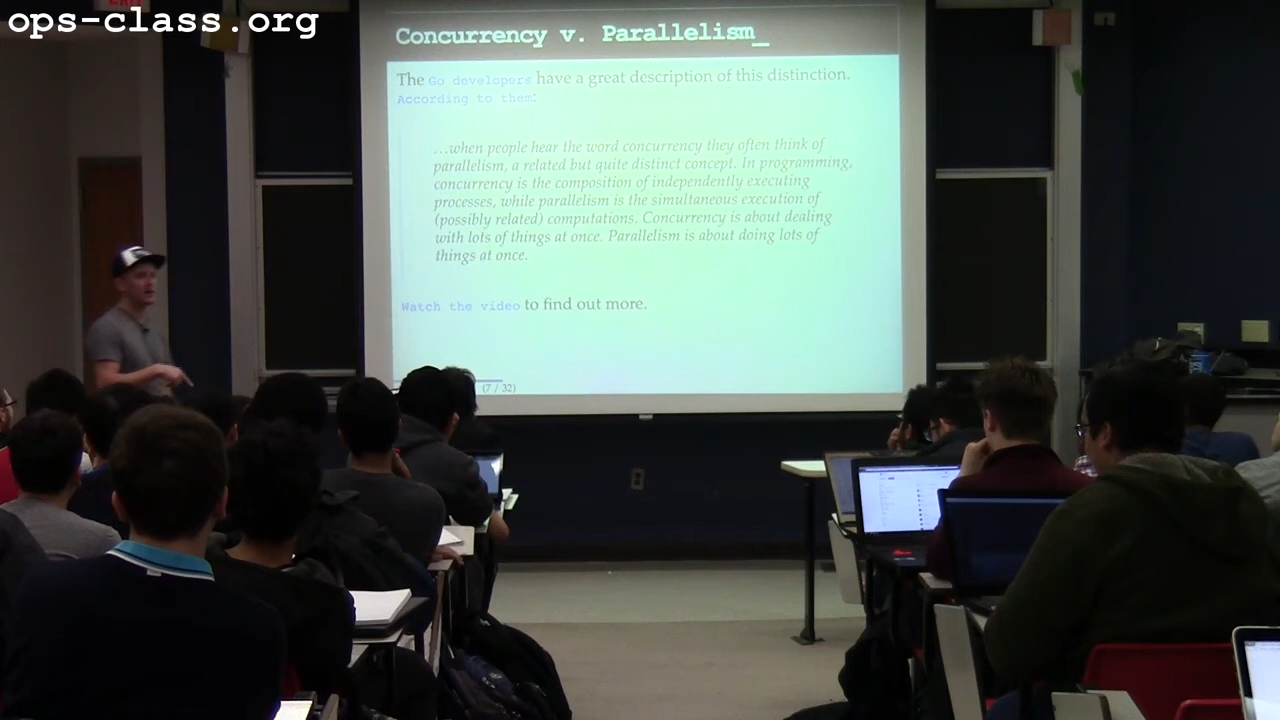 ops-class.org
Concurrency v. Parallelism_
The Go developers have a great description of this distinction.
According to them:
…when people hear the word concurrency they often think of
parallelism, a related but quite distinct concept. In programming,
concurrency is the composition of independently executing
processes, while parallelism is the simultaneous execution of
(possibly related) computations. Concurrency is about dealing
with lots of things at once. Parallelism is about doing lots of
things at once.
Watch the video to find out more.
(7 / 32)